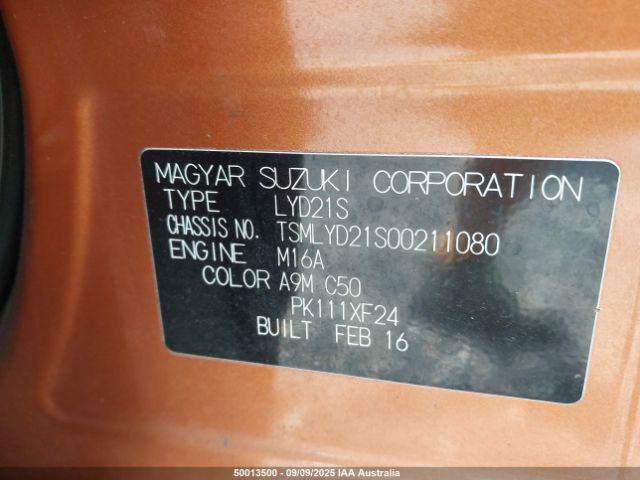 MAGYAR SUZUKI CORPORATION
TYPE LYD21S
CHASSIS NO. TSMLYD21S00211080
ENGINE M16A
COLOR A9M C50
PK111XF24
BUILT FEB 16
50013500 - 09/09/2025 IAA Australia